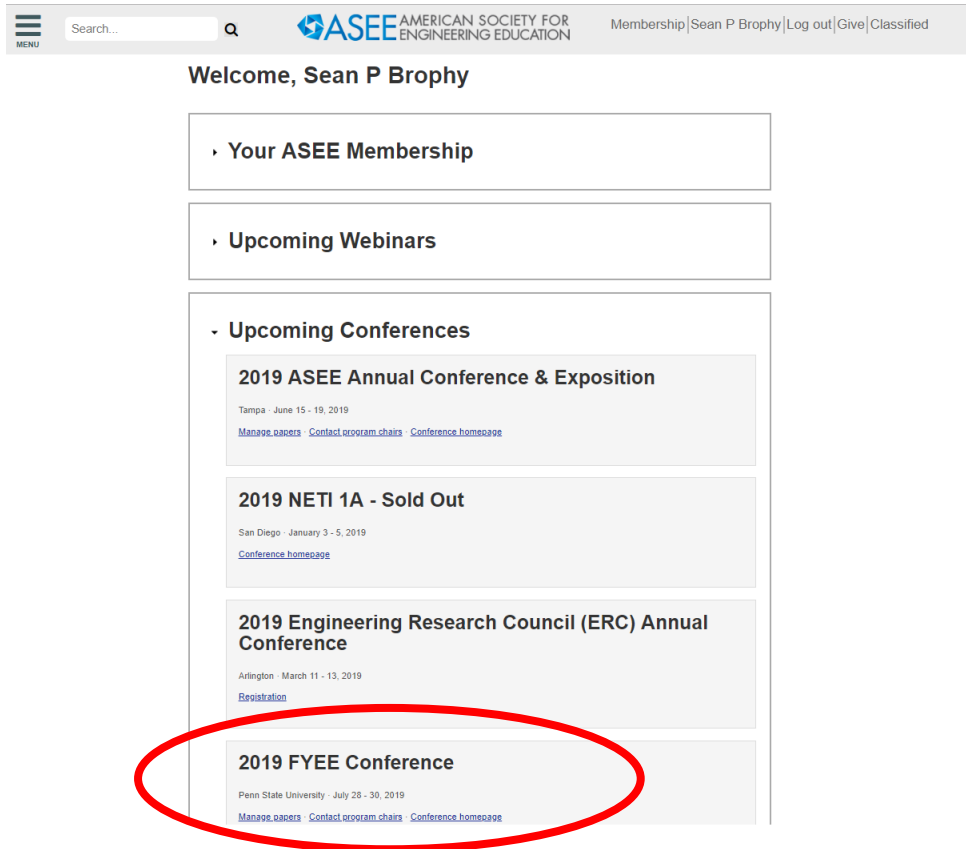 MENU
Search...
ASEE AMERICAN SOCIETY FOR
ENGINEERING EDUCATION
Membership|Sean P Brophy|Log out|Give|Classified
Welcome, Sean P Brophy
Your ASEE Membership
Upcoming Webinars
Upcoming Conferences
2019 ASEE Annual Conference & Exposition
Tampa · June 15 - 19, 2019
Manage papers · Contact program chairs · Conference homepage
2019 NETI 1A - Sold Out
San Diego · January 3 - 5, 2019
Conference homepage
2019 Engineering Research Council (ERC) Annual
Conference
Arlington · March 11 - 13, 2019
Registration
2019 FYEE Conference
Penn State University · July 28 - 30, 2019
Manage papers · Contact program chairs · Conference homepage